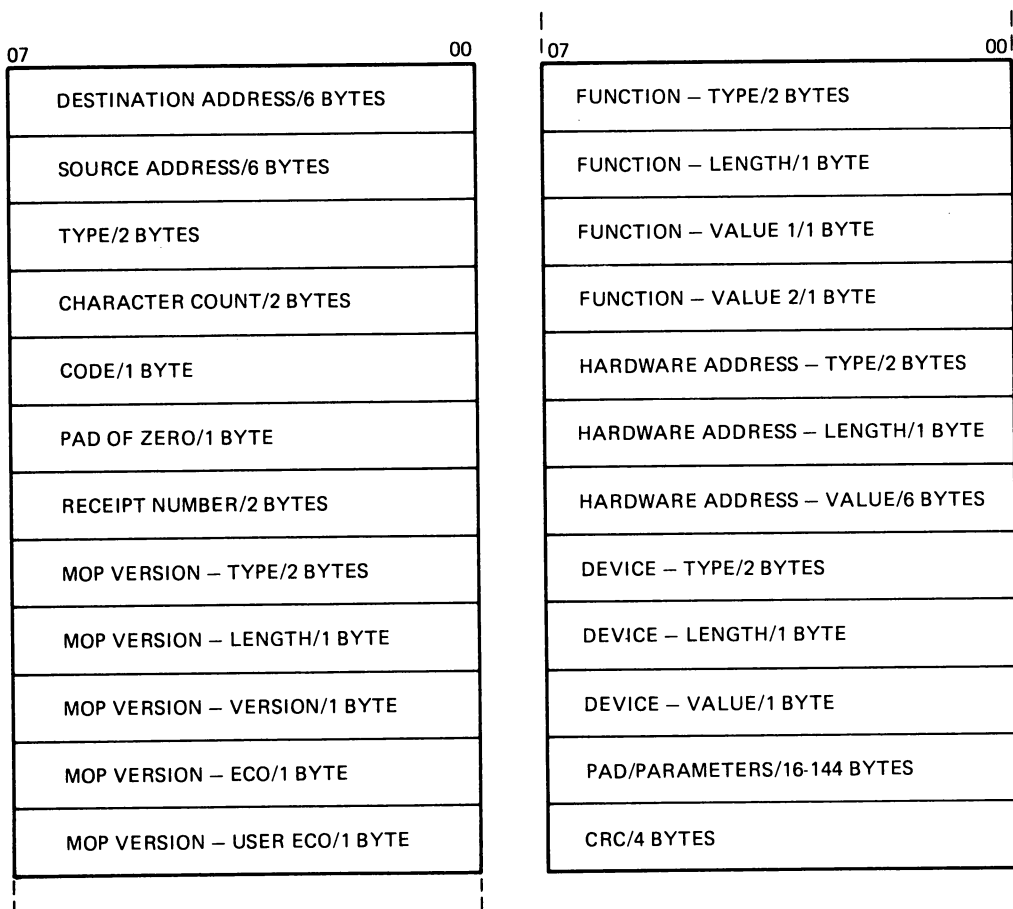 07 00
DESTINATION ADDRESS/6 BYTES
SOURCE ADDRESS/6 BYTES
TYPE/2 BYTES
CHARACTER COUNT/2 BYTES
CODE/1 BYTE
PAD OF ZERO/1 BYTE
RECEIPT NUMBER/2 BYTES
MOP VERSION – TYPE/2 BYTES
MOP VERSION – LENGTH/1 BYTE
MOP VERSION – VERSION/1 BYTE
MOP VERSION – ECO/1 BYTE
MOP VERSION – USER ECO/1 BYTE
07 00
FUNCTION – TYPE/2 BYTES
FUNCTION – LENGTH/1 BYTE
FUNCTION – VALUE 1/1 BYTE
FUNCTION – VALUE 2/1 BYTE
HARDWARE ADDRESS – TYPE/2 BYTES
HARDWARE ADDRESS – LENGTH/1 BYTE
HARDWARE ADDRESS – VALUE/6 BYTES
DEVICE – TYPE/2 BYTES
DEVICE – LENGTH/1 BYTE
DEVICE – VALUE/1 BYTE
PAD/PARAMETERS/16-144 BYTES
CRC/4 BYTES